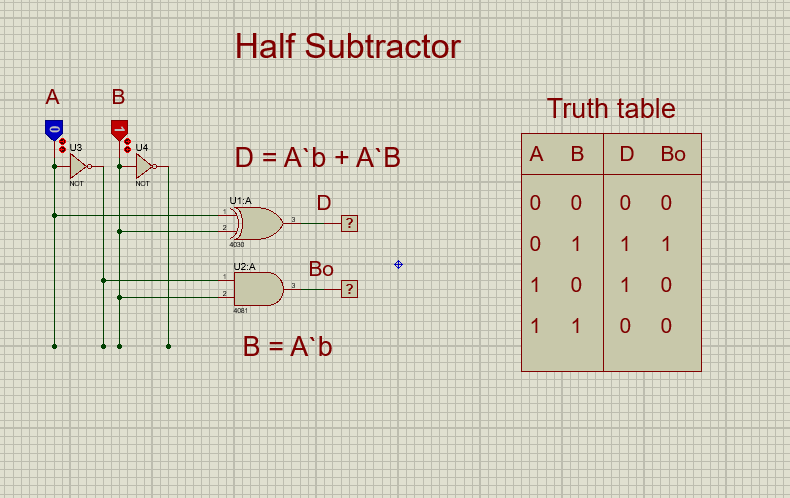 Half Subtractor
A B
0 1
U3 U4
NOT NOT
D = A`b + A`B
U1:A
D
1
2
3
?
4030
U2:A
Bo
1
2
3
?
4081
B = A`b
Truth table
A B D Bo
0 0 0 0
0 1 1 1
1 0 1 0
1 1 0 0